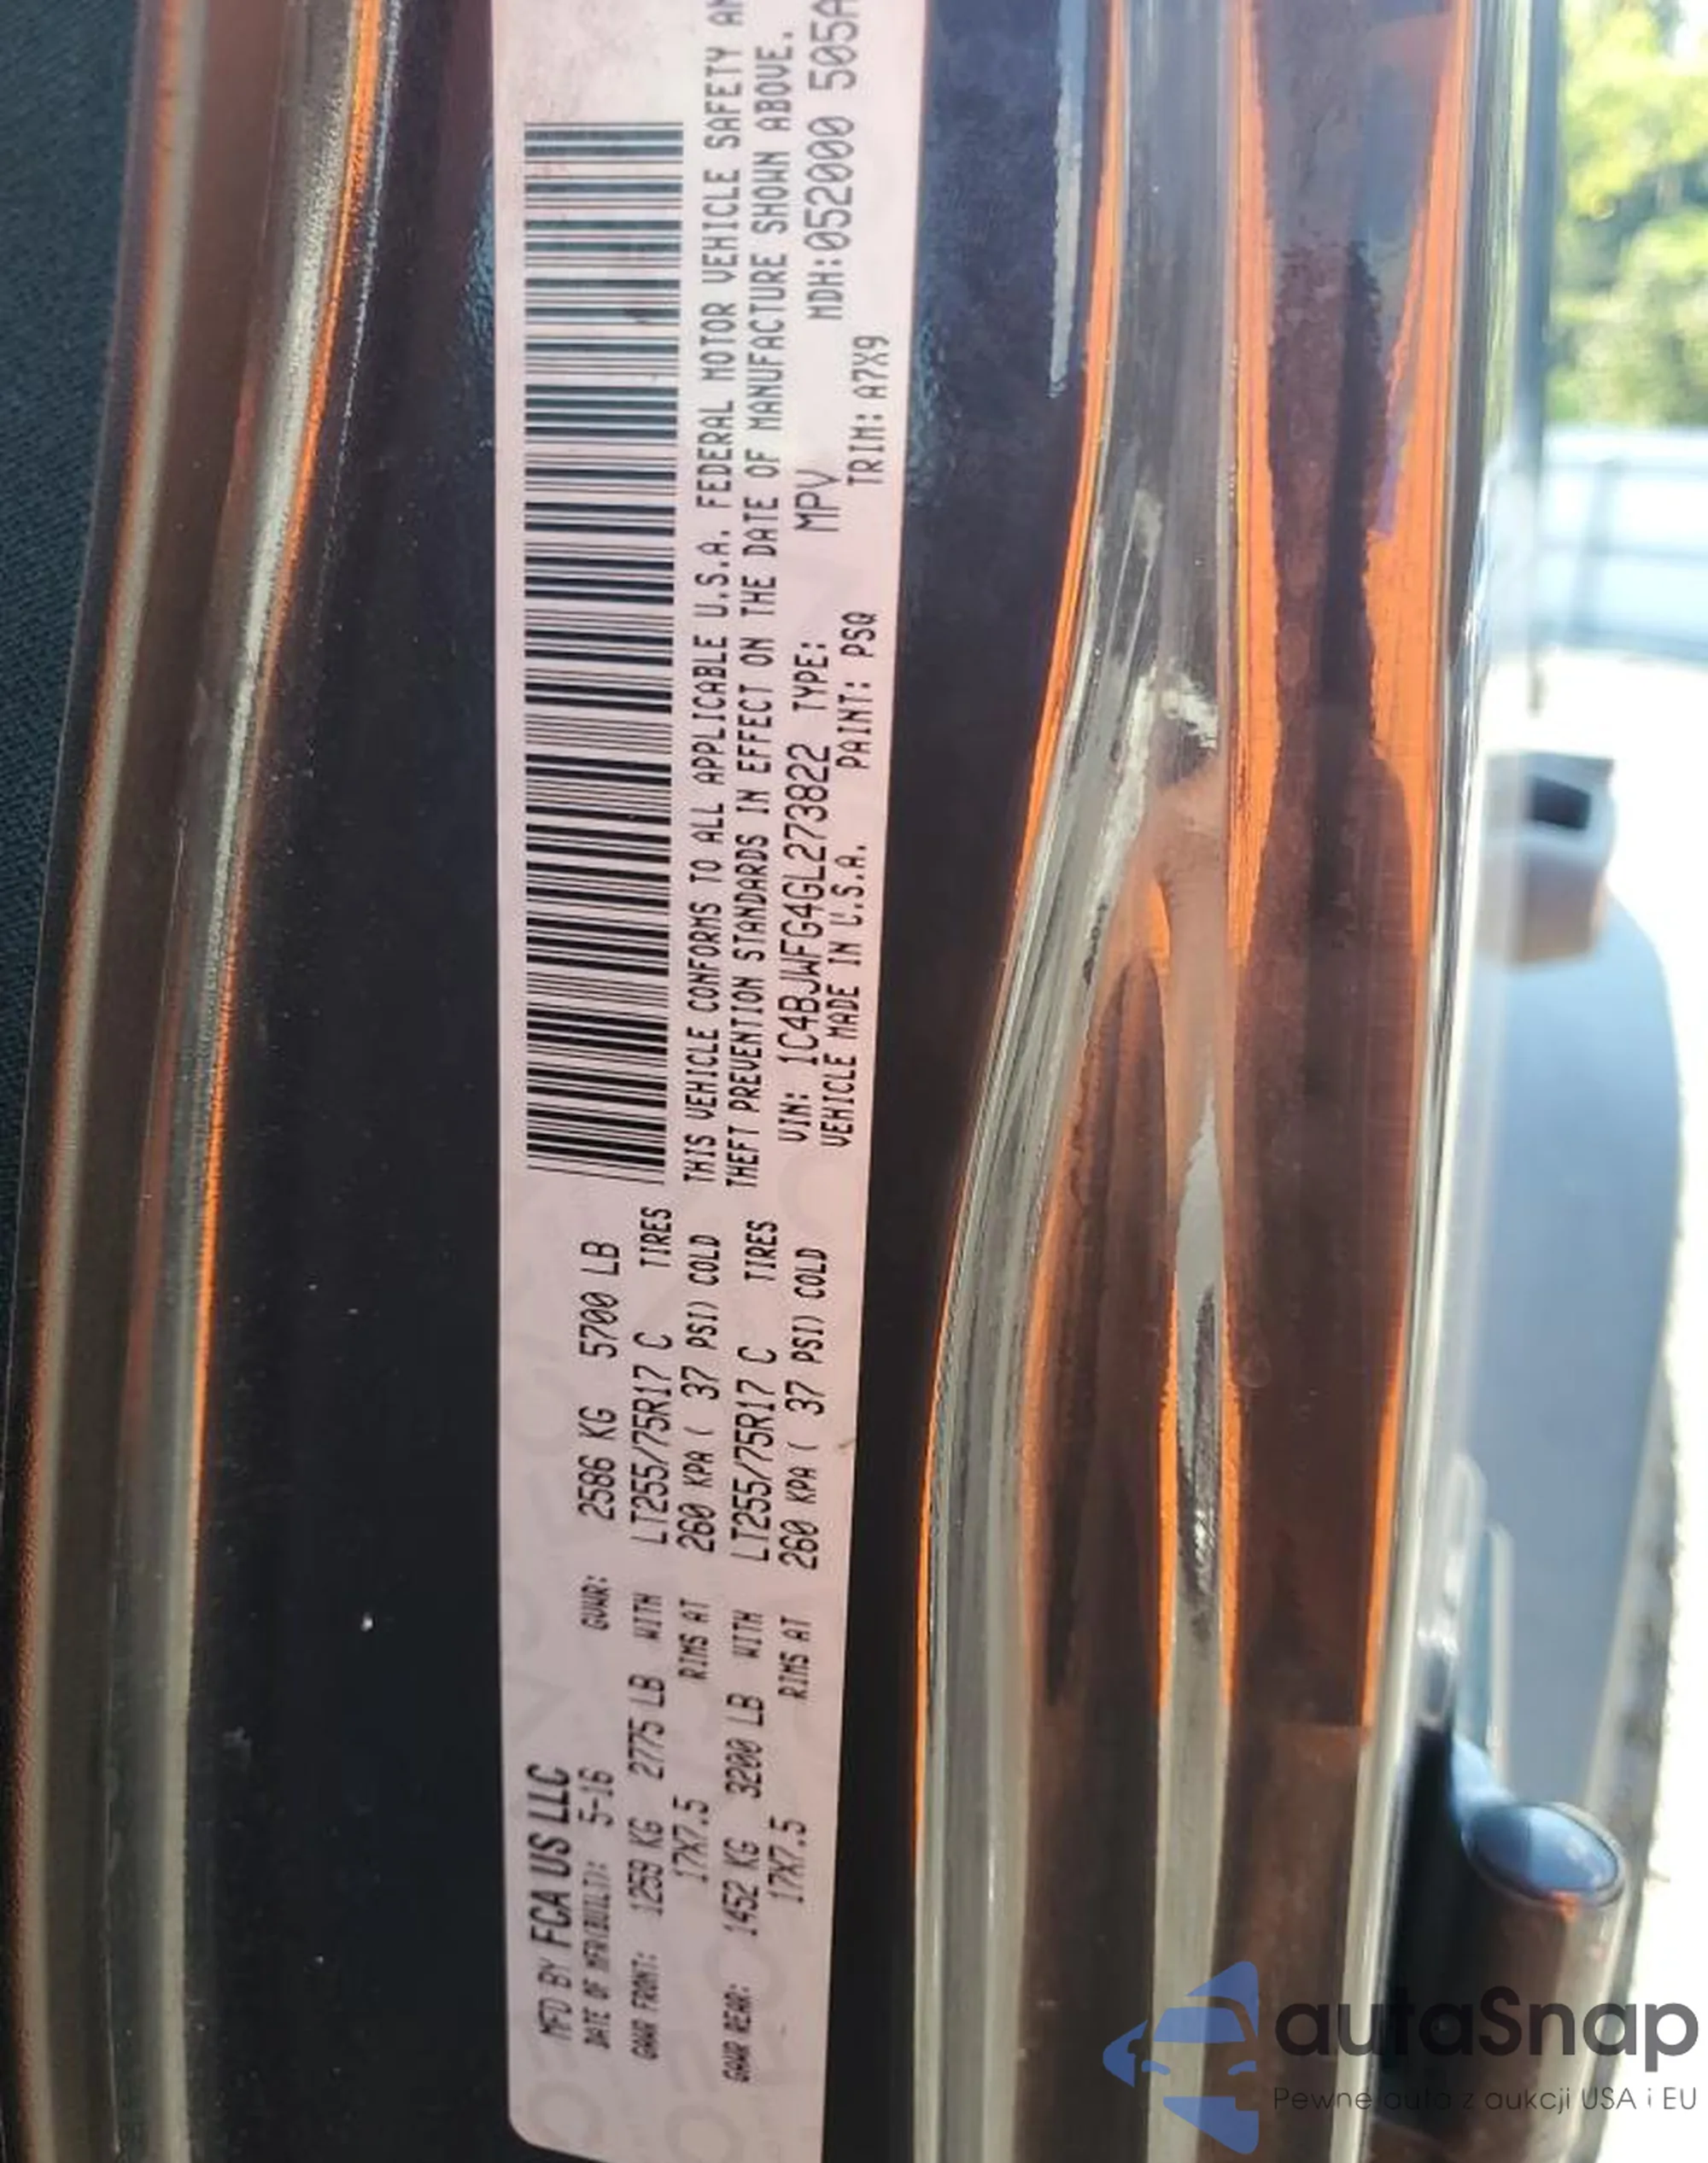 MFD BY FCA US LLC
DATE OF MFR(BUILT): 5-16 GVWR: 2586 KG 5700 LB
GAWR FRONT: 1259 KG 2775 LB WITH LT255/75R17 C TIRES
17X7.5 RIMS AT 260 KPA ( 37 PSI) COLD
GAWR REAR: 1452 KG 3200 LB WITH LT255/75R17 C TIRES
17X7.5 RIMS AT 260 KPA ( 37 PSI) COLD
THIS VEHICLE CONFORMS TO ALL APPLICABLE U.S.A. FEDERAL MOTOR VEHICLE SAFETY AN
THEFT PREVENTION STANDARDS IN EFFECT ON THE DATE OF MANUFACTURE SHOWN ABOVE.
VIN: 1C4BJWFG4GL273822 TYPE: MPV MDH:052000 505A
VEHICLE MADE IN U.S.A. PAINT: PSQ TRIM: A7X9
autaSnap
Pewne auta z aukcji USA i EU